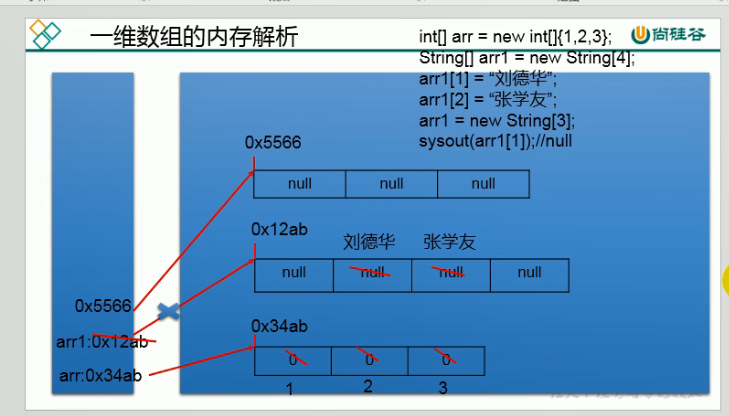 一维数组的内存解析
int[] arr = new int[]{1,2,3};
尚硅谷
String[] arr1 = new String[4];
arr1[1] = “刘德华”;
arr1[2] = “张学友”;
arr1 = new String[3];
sysout(arr1[1]);//null
0x5566
null null null
0x12ab
刘德华 张学友
null null null null
0x5566
arr1:0x12ab
0x34ab
arr:0x34ab
0 0 0
1 2 3